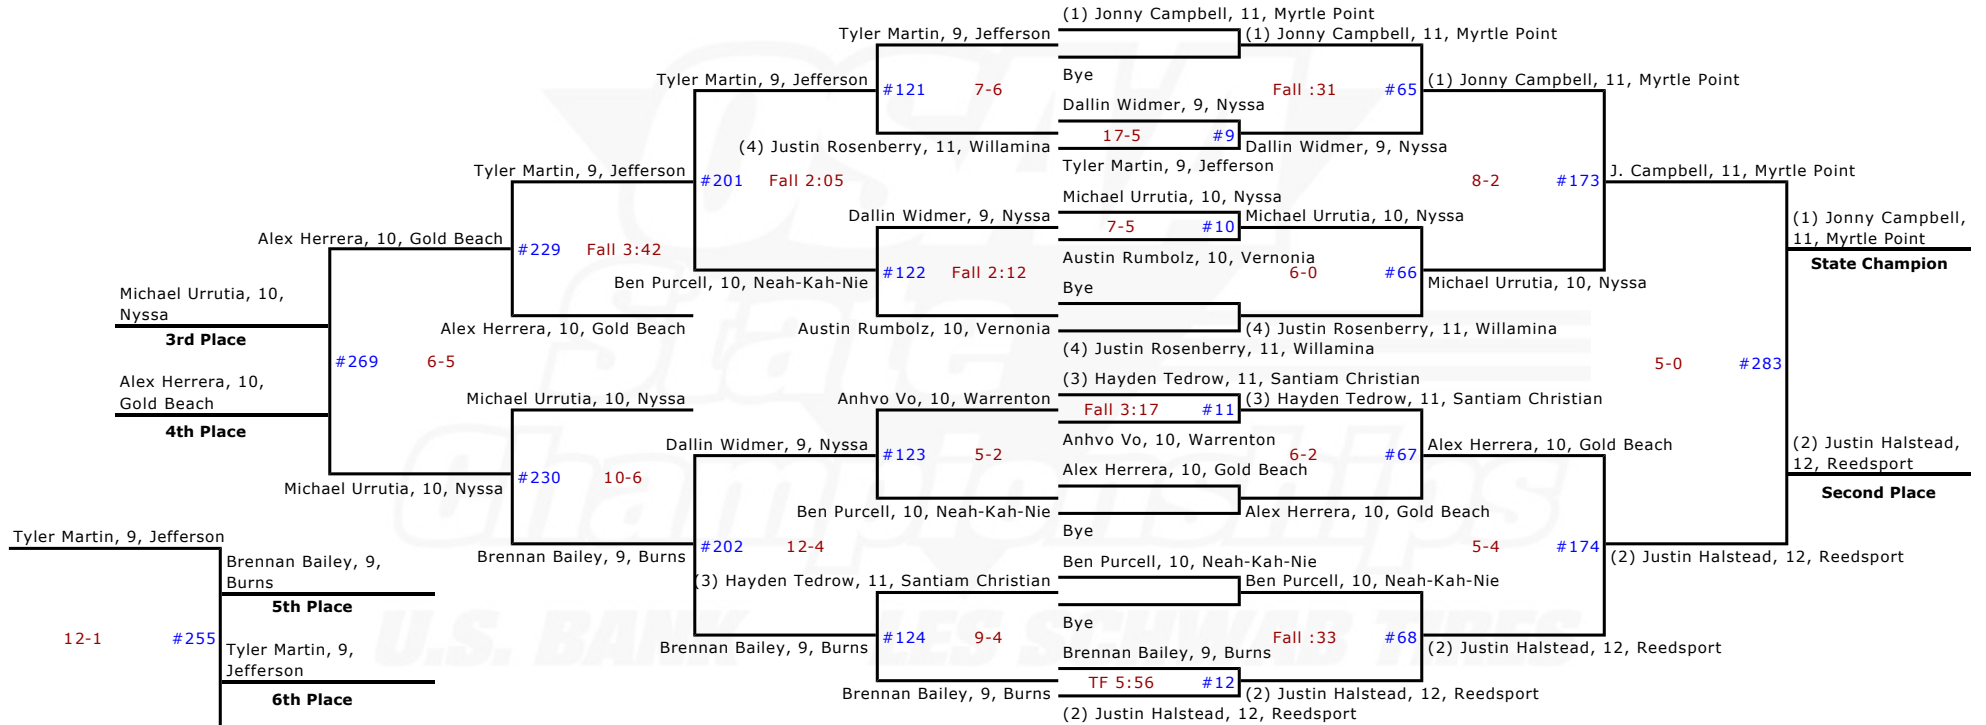 (1) Jonny Campbell, 11, Myrtle Point
Tyler Martin, 9, Jefferson
(1) Jonny Campbell, 11, Myrtle Point
Tyler Martin, 9, Jefferson
#121
7-6
Bye
Fall :31
#65
(1) Jonny Campbell, 11, Myrtle Point
Dallin Widmer, 9, Nyssa
17-5
#9
(4) Justin Rosenberry, 11, Willamina
Dallin Widmer, 9, Nyssa
Tyler Martin, 9, Jefferson
Tyler Martin, 9, Jefferson
#201
Fall 2:05
8-2
#173
J. Campbell, 11, Myrtle Point
Michael Urrutia, 10, Nyssa
Dallin Widmer, 9, Nyssa
7-5
#10
Michael Urrutia, 10, Nyssa
(1) Jonny Campbell,
11, Myrtle Point
State Champion
Alex Herrera, 10, Gold Beach
#229
Fall 3:42
Austin Rumbolz, 10, Vernonia
#122
Fall 2:12
6-0
#66
Ben Purcell, 10, Neah-Kah-Nie
Bye
Michael Urrutia, 10, Nyssa
Michael Urrutia, 10,
Nyssa
3rd Place
Alex Herrera, 10, Gold Beach
Austin Rumbolz, 10, Vernonia
(4) Justin Rosenberry, 11, Willamina
(4) Justin Rosenberry, 11, Willamina
#269
6-5
5-0
#283
Alex Herrera, 10,
Gold Beach
4th Place
(3) Hayden Tedrow, 11, Santiam Christian
Michael Urrutia, 10, Nyssa
Anhvo Vo, 10, Warrenton
Fall 3:17
#11
(3) Hayden Tedrow, 11, Santiam Christian
Dallin Widmer, 9, Nyssa
#123
5-2
Anhvo Vo, 10, Warrenton
6-2
#67
Alex Herrera, 10, Gold Beach
(2) Justin Halstead,
12, Reedsport
Second Place
Alex Herrera, 10, Gold Beach
Michael Urrutia, 10, Nyssa
#230
10-6
Ben Purcell, 10, Neah-Kah-Nie
Alex Herrera, 10, Gold Beach
Bye
Tyler Martin, 9, Jefferson
Brennan Bailey, 9, Burns
#202
12-4
5-4
#174
(2) Justin Halstead, 12, Reedsport
Brennan Bailey, 9,
Burns
5th Place
Ben Purcell, 10, Neah-Kah-Nie
(3) Hayden Tedrow, 11, Santiam Christian
Ben Purcell, 10, Neah-Kah-Nie
Bye
12-1
#255
Brennan Bailey, 9, Burns
#124
9-4
Fall :33
#68
(2) Justin Halstead, 12, Reedsport
Tyler Martin, 9,
Jefferson
6th Place
Brennan Bailey, 9, Burns
TF 5:56
#12
Brennan Bailey, 9, Burns
(2) Justin Halstead, 12, Reedsport
(2) Justin Halstead, 12, Reedsport
OSAA
State
Championships
U.S. BANK LES SCHWAB TIRES